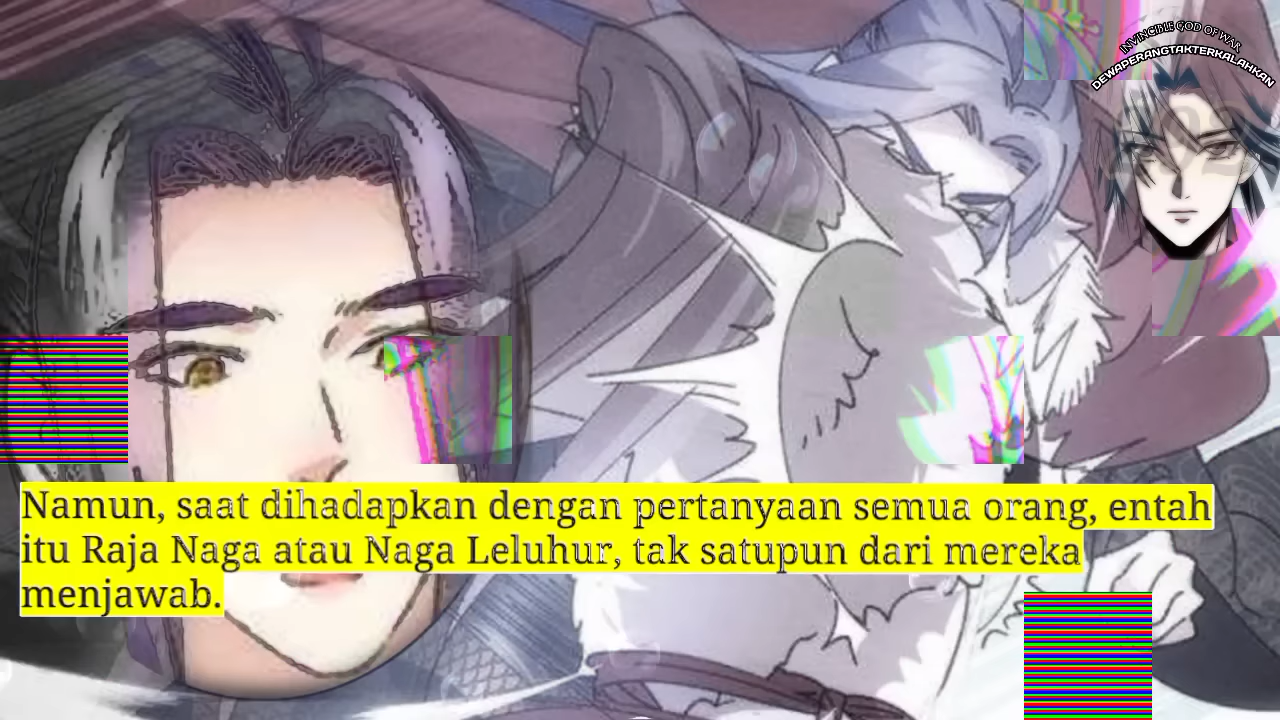 INVINCIBLE GOD OF WAR
DEWAPERANGTAKTERKALAHKAN
Namun, saat dihadapkan dengan pertanyaan semua orang, entah
itu Raja Naga atau Naga Leluhur, tak satupun dari mereka
menjawab.